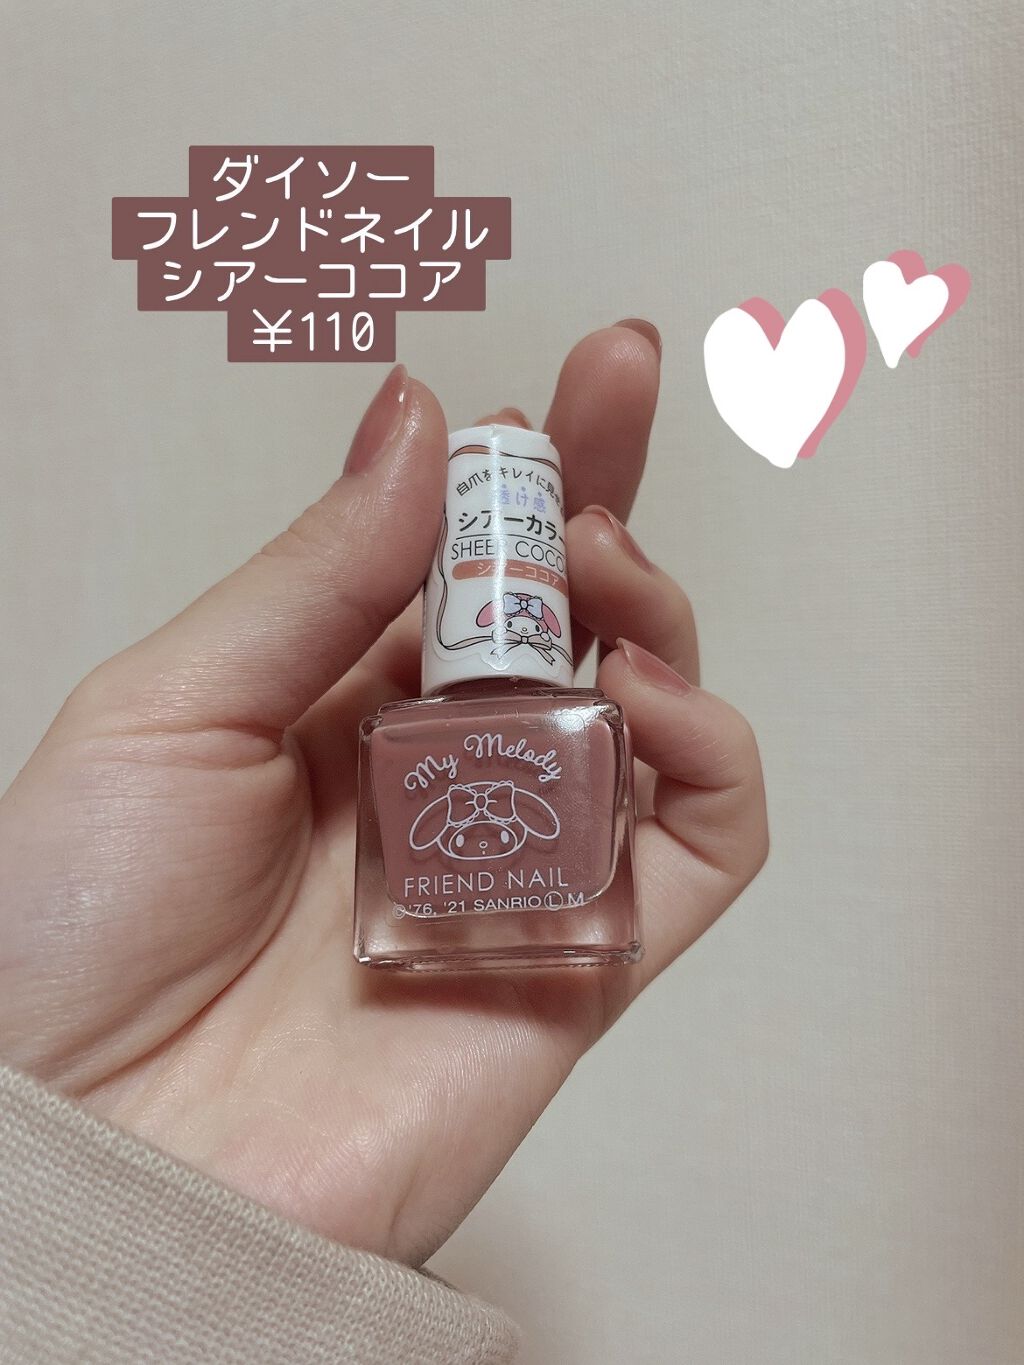 ダイソー
フレンドネイル
シアーココア
￥110
自爪をキレイに見せ
透け感
シアーカラー
SHEER COCO
シアーココア
My Melody
FRIEND NAIL
©'76, '21 SANRIO Ⓛ M